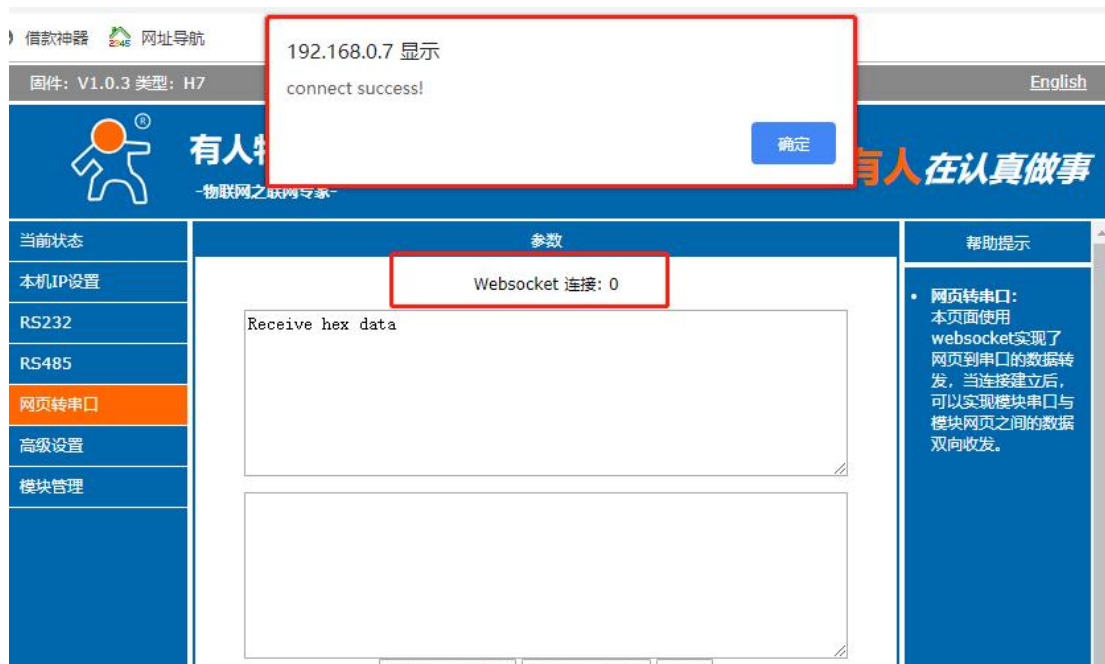 借款神器 2345 网址导航
192.168.0.7 显示
connect success!
确定
固件：V1.0.3 类型：H7
English
®
有人
有人在认真做事
-物联网之联网专家-
当前状态
本机IP设置
RS232
RS485
网页转串口
高级设置
模块管理
参数
Websocket 连接：0
Receive hex data
帮助提示
• 网页转串口：
本页面使用
websocket实现了
网页到串口的数据转
发，当连接建立后，
可以实现模块串口与
模块网页之间的数据
双向收发。